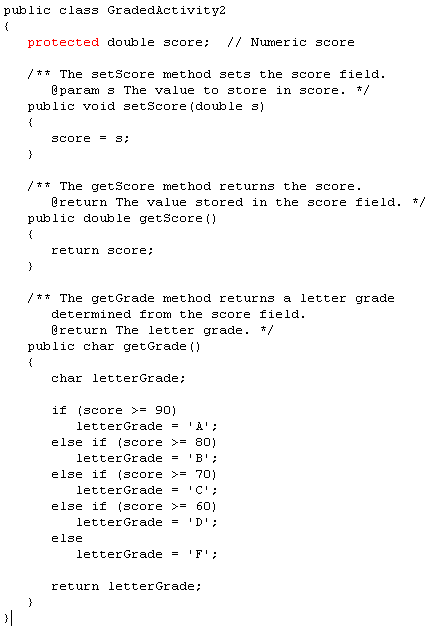 public class GradedActivity2
{
   protected double score;  // Numeric score

   /** The setScore method sets the score field.
      @param s The value to store in score. */
   public void setScore(double s)
   {
      score = s;
   }

   /** The getScore method returns the score.
      @return The value stored in the score field. */
   public double getScore()
   {
      return score;
   }

   /** The getGrade method returns a letter grade
      determined from the score field.
      @return The letter grade. */
   public char getGrade()
   {
      char letterGrade;

      if (score >= 90)
         letterGrade = 'A';
      else if (score >= 80)
         letterGrade = 'B';
      else if (score >= 70)
         letterGrade = 'C';
      else if (score >= 60)
         letterGrade = 'D';
      else
         letterGrade = 'F';

      return letterGrade;
   }
}